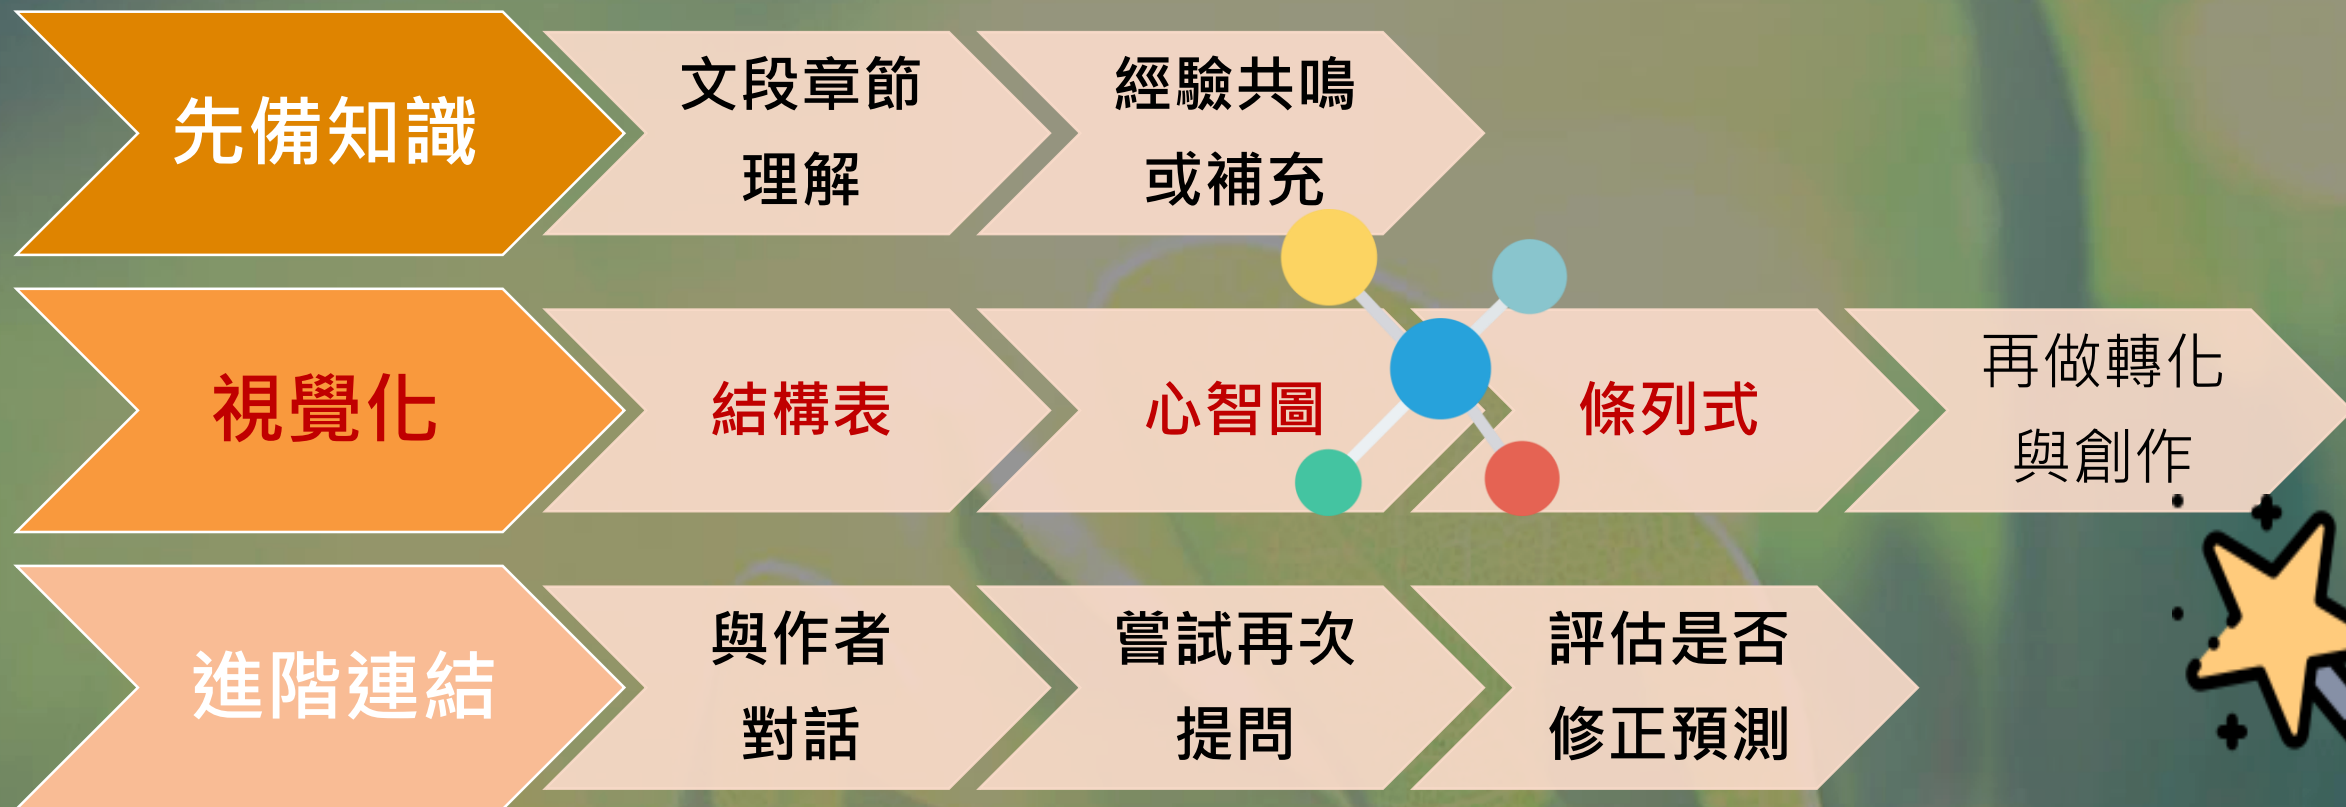 先備知識
文段章節
理解
經驗共鳴
或補充
視覺化
結構表
心智圖
條列式
再做轉化
與創作
進階連結
與作者
對話
嘗試再次
提問
評估是否
修正預測